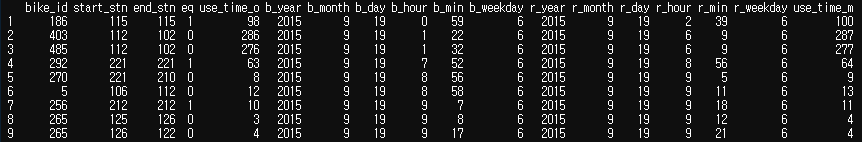 bike_id start_stn end_stn eq use_time_o b_year b_month b_day b_hour b_min b_weekday r_year r_month r_day r_hour r_min r_weekday use_time_m
1 186 115 115 1 98 2015 9 19 0 59 6 2015 9 19 2 39 6 100
2 403 112 102 0 286 2015 9 19 1 22 6 2015 9 19 6 9 6 287
3 485 112 102 0 276 2015 9 19 1 32 6 2015 9 19 6 9 6 277
4 292 221 221 1 63 2015 9 19 7 52 6 2015 9 19 8 56 6 64
5 270 221 210 0 8 2015 9 19 8 56 6 2015 9 19 9 5 6 9
6 5 106 112 0 12 2015 9 19 8 58 6 2015 9 19 9 11 6 13
7 256 212 212 1 10 2015 9 19 9 7 6 2015 9 19 9 18 6 11
8 265 125 126 0 3 2015 9 19 9 8 6 2015 9 19 9 12 6 4
9 265 126 122 0 4 2015 9 19 9 17 6 2015 9 19 9 21 6 4